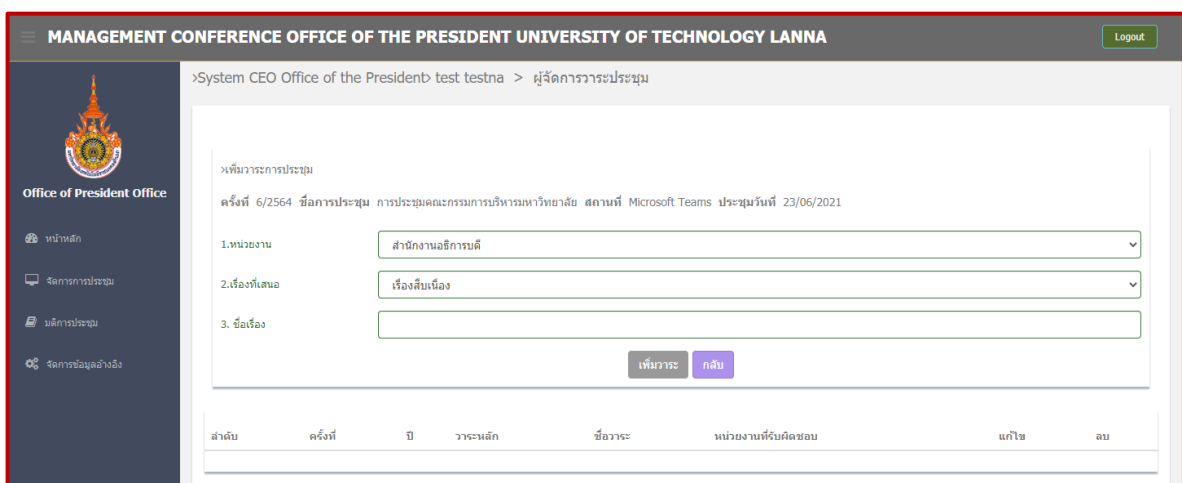 MANAGEMENT CONFERENCE OFFICE OF THE PRESIDENT UNIVERSITY OF TECHNOLOGY LANNA
Logout
>System CEO Office of the President> test testna > ผู้จัดการวาระประชุม
Office of President Office
หน้าหลัก
จัดการการประชุม
มติการประชุม
จัดการข้อมูลอ้างอิง
>เพิ่มวาระการประชุม
ครั้งที่ 6/2564 ชื่อการประชุม การประชุมคณะกรรมการบริหารมหาวิทยาลัย สถานที่ Microsoft Teams ประชุมวันที่ 23/06/2021
1.หน่วยงาน
สำนักงานอธิการบดี
2.เรื่องที่เสนอ
เรื่องสืบเนื่อง
3. ชื่อเรื่อง
เพิ่มวาระ กลับ
ลำดับ ครั้งที่ ปี วาระหลัก ชื่อวาระ หน่วยงานที่รับผิดชอบ แก้ไข ลบ